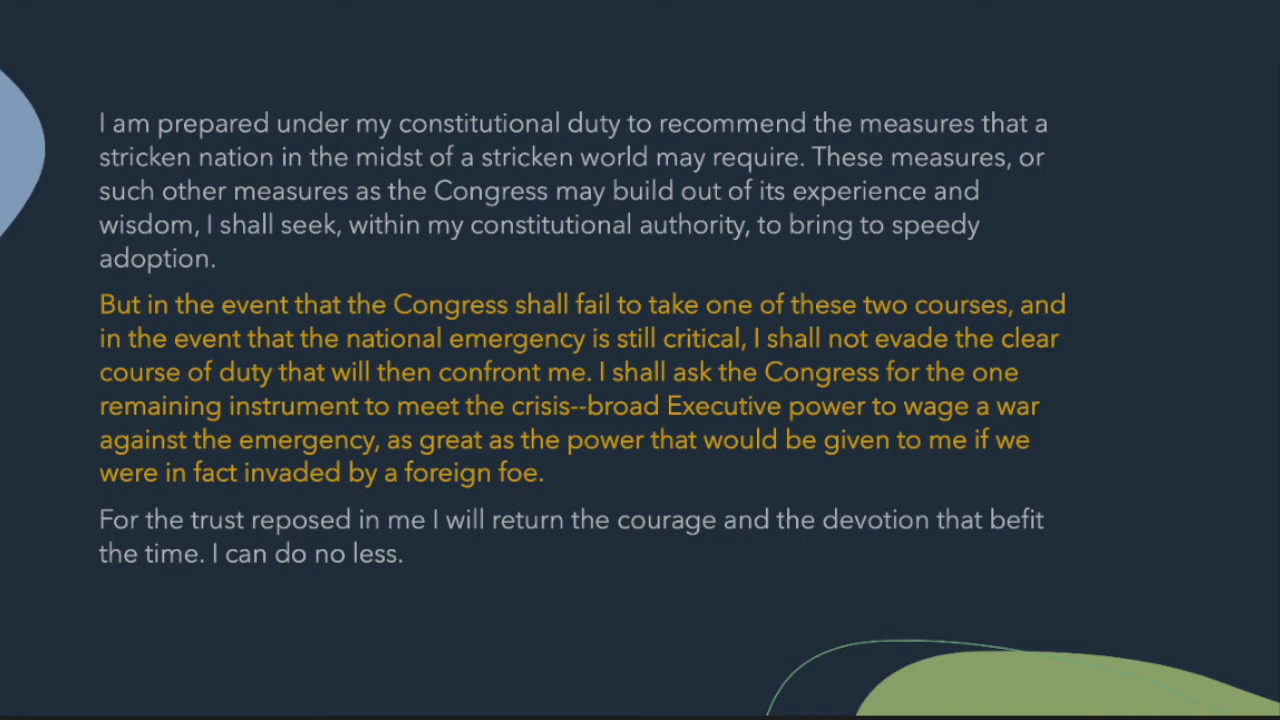 I am prepared under my constitutional duty to recommend the measures that a
stricken nation in the midst of a stricken world may require. These measures, or
such other measures as the Congress may build out of its experience and
wisdom, I shall seek, within my constitutional authority, to bring to speedy
adoption.
But in the event that the Congress shall fail to take one of these two courses, and
in the event that the national emergency is still critical, I shall not evade the clear
course of duty that will then confront me. I shall ask the Congress for the one
remaining instrument to meet the crisis--broad Executive power to wage a war
against the emergency, as great as the power that would be given to me if we
were in fact invaded by a foreign foe.
For the trust reposed in me I will return the courage and the devotion that befit
the time. I can do no less.